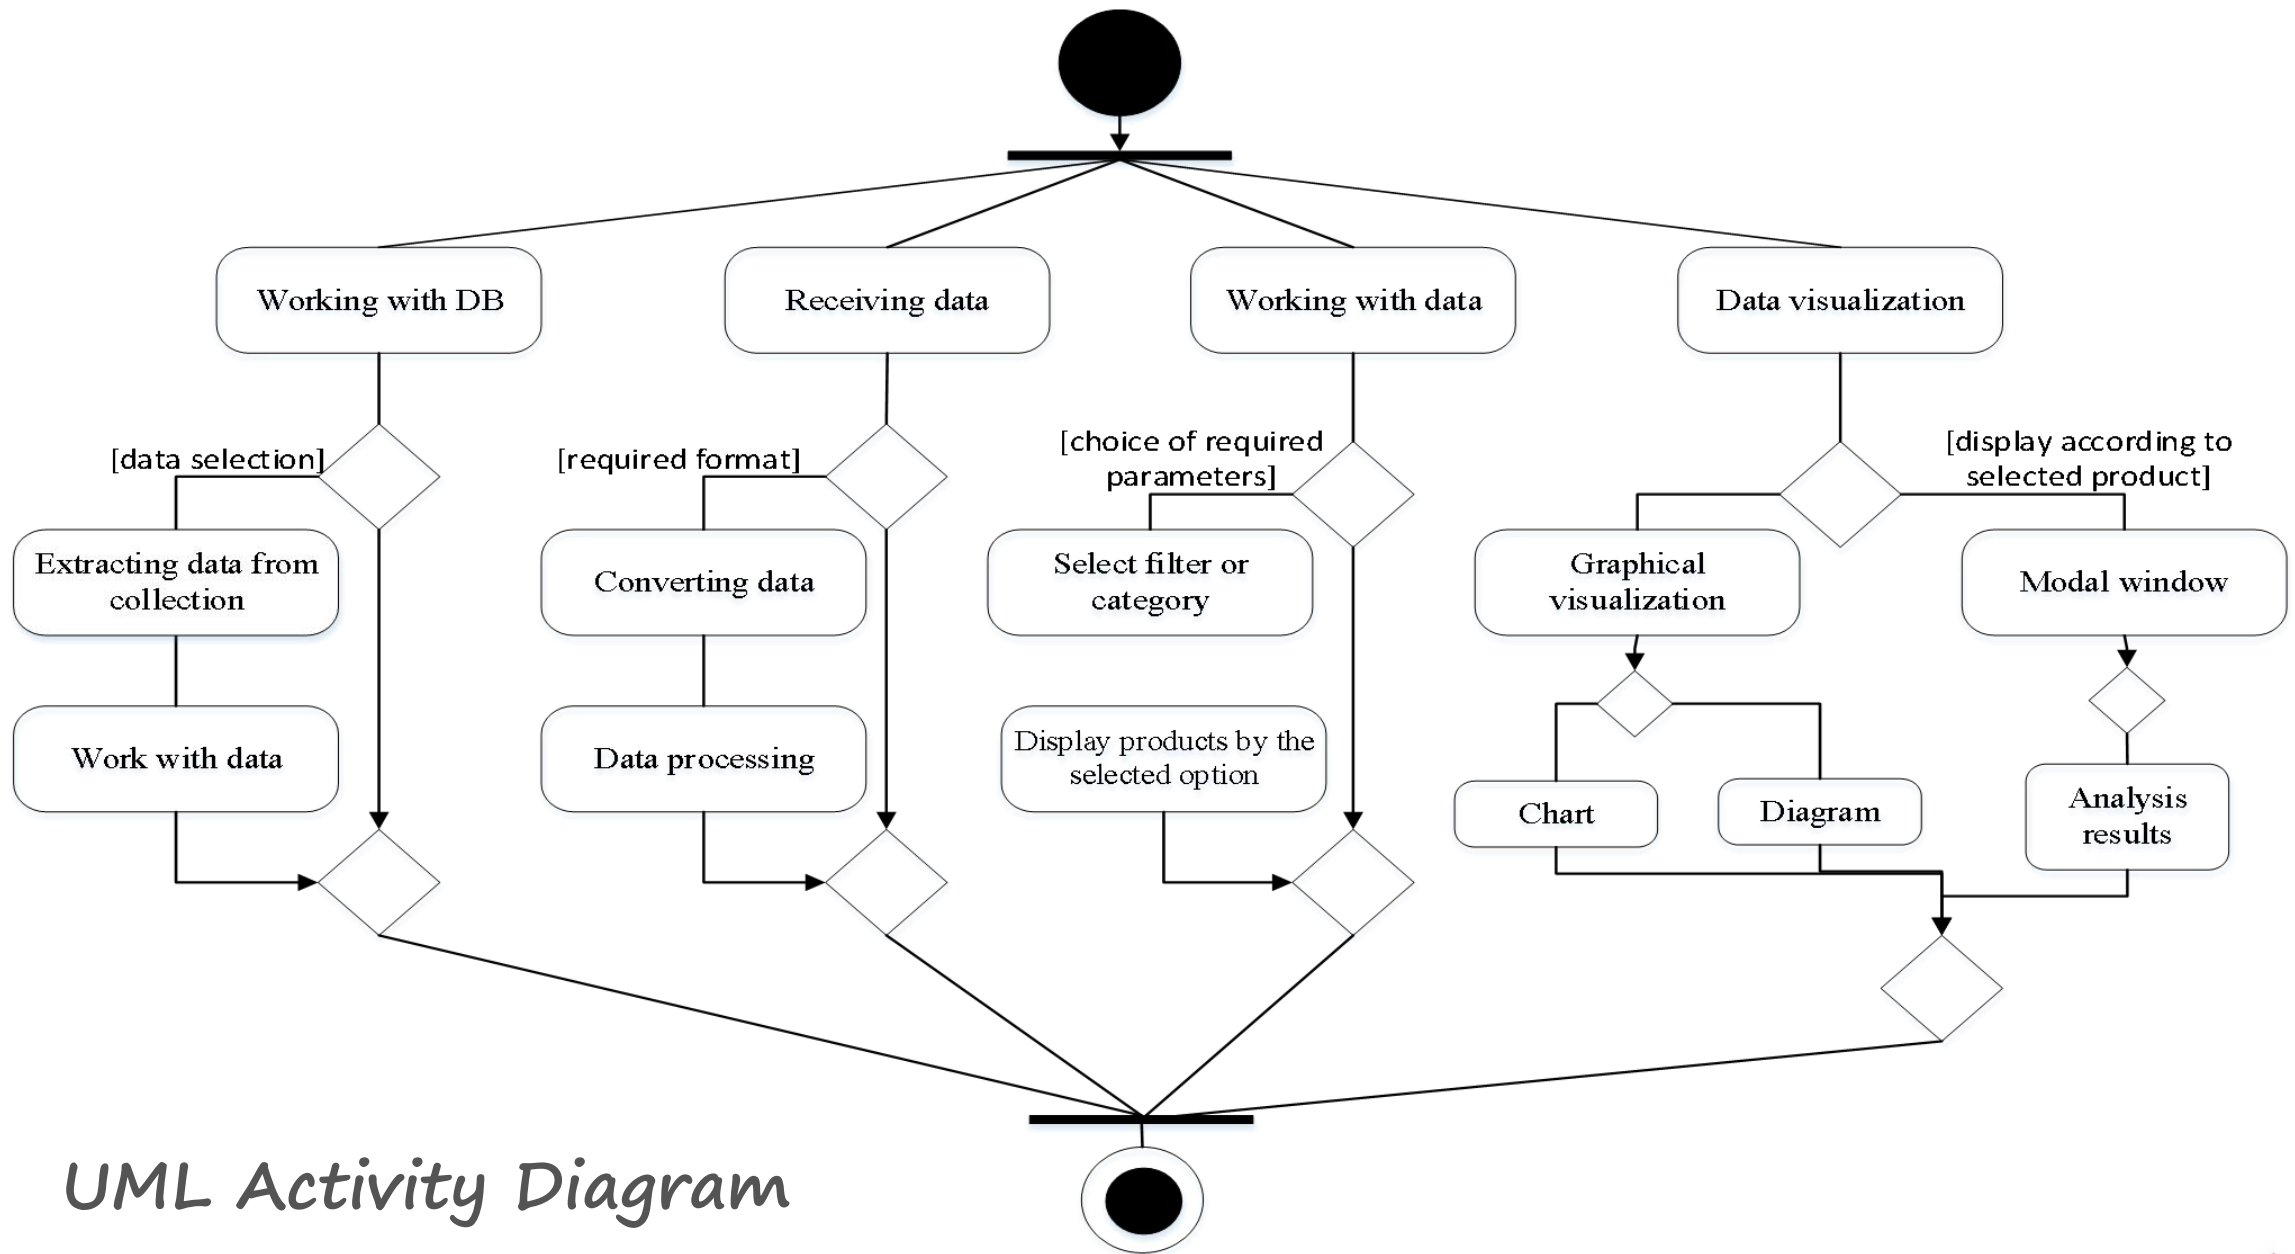 Working with DB
Receiving data
Working with data
Data visualization
[data selection]
[required format]
[choice of required
parameters]
[display according to
selected product]
Extracting data from
collection
Converting data
Select filter or
category
Graphical
visualization
Modal window
Work with data
Data processing
Display products by the
selected option
Chart
Diagram
Analysis
results
UML Activity Diagram